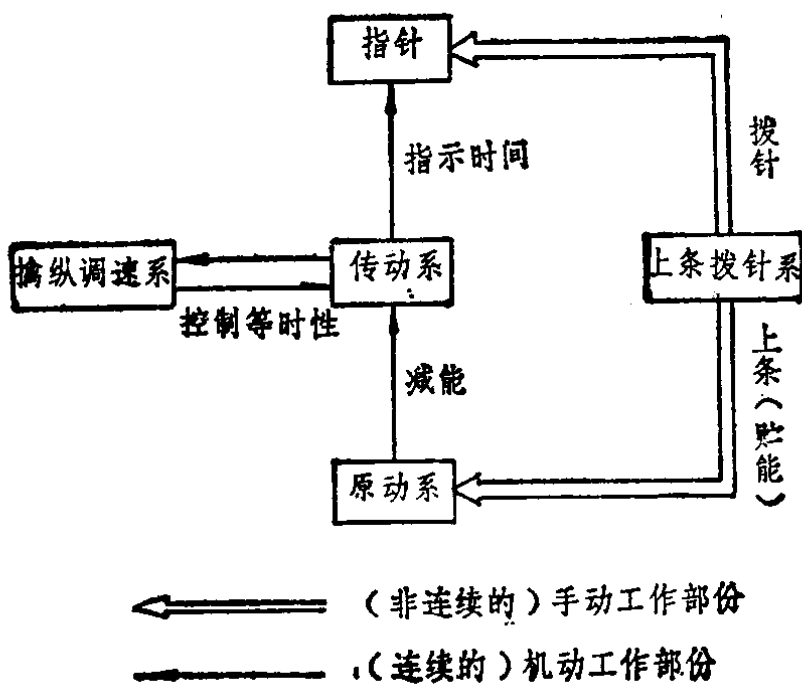 指针
拨针
指示时间
擒纵调速系
传动系
上条拨针系
控制等时性
减能
上条(贮能)
原动系
(非连续的)手动工作部份
(连续的)机动工作部份